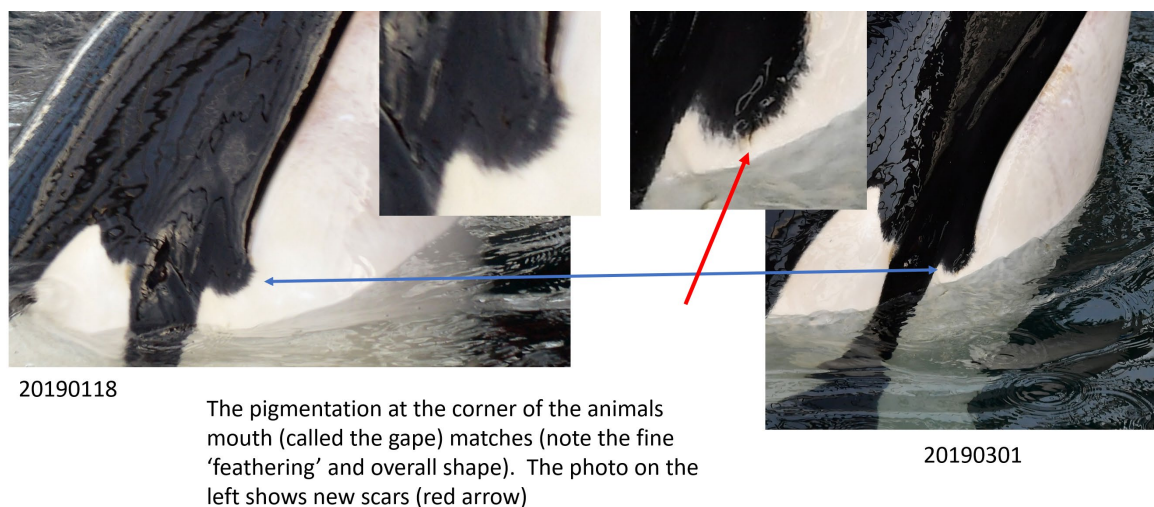 20190118
The pigmentation at the corner of the animals
mouth (called the gape) matches (note the fine
‘feathering’ and overall shape).  The photo on the
left shows new scars (red arrow)
20190301